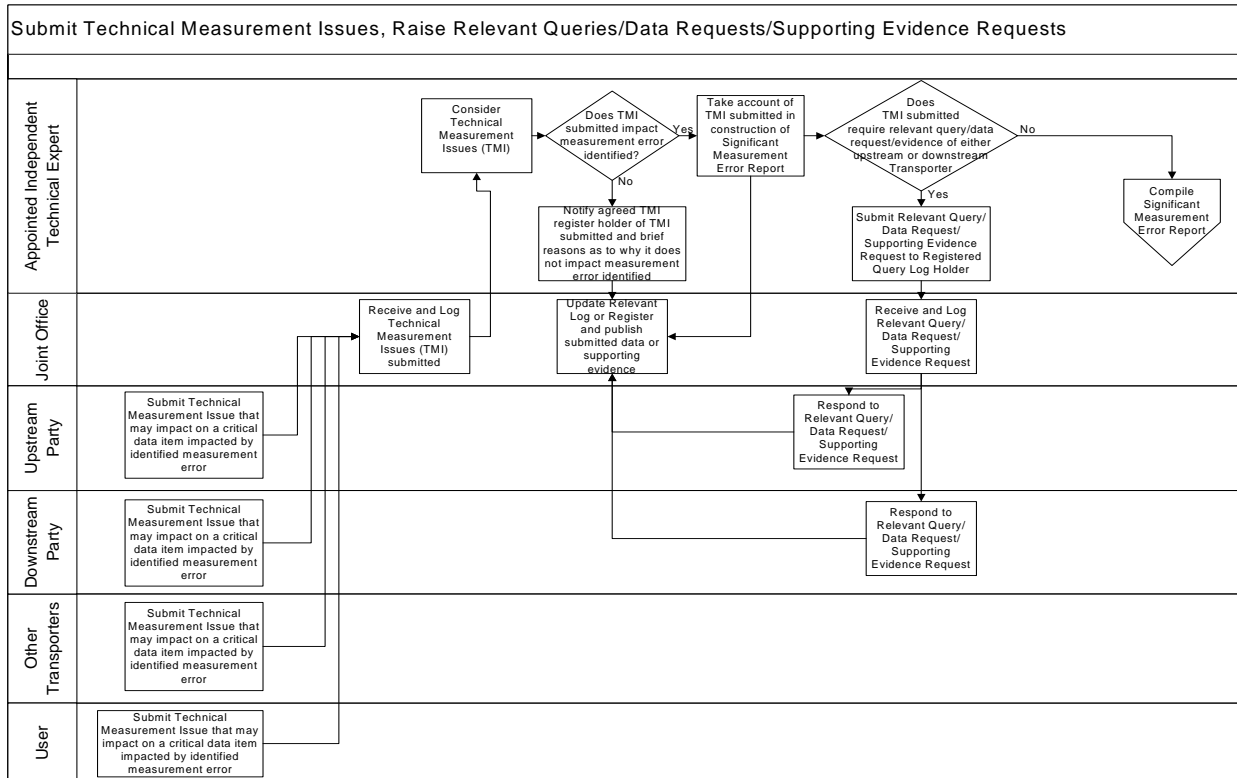 Submit Technical Measurement Issues, Raise Relevant Queries/Data Requests/Supporting Evidence Requests
Appointed Independent
Technical Expert
Consider
Technical
Measurement
Issues (TMI)
Does TMI
submitted impact
measurement error
identified?
Yes
No
Take account of
TMI submitted in
construction of
Significant
Measurement
Error Report
Does
TMI submitted
require relevant query/data
request/evidence of either
upstream or downstream
Transporter
No
Yes
Compile
Significant
Measurement
Error Report
Notify agreed TMI
register holder of TMI
submitted and brief
reasons as to why it does
not impact measurement
error identified
Submit Relevant Query/
Data Request/
Supporting Evidence
Request to Registered
Query Log Holder
Joint Office
Receive and Log
Technical
Measurement
Issues (TMI)
submitted
Update Relevant
Log or Register
and publish
submitted data or
supporting
evidence
Receive and Log
Relevant Query/
Data Request/
Supporting
Evidence Request
Upstream
Party
Submit Technical
Measurement Issue that
may impact on a critical
data item impacted by
identified measurement
error
Respond to
Relevant Query/
Data Request/
Supporting
Evidence Request
Downstream
Party
Submit Technical
Measurement Issue that
may impact on a critical
data item impacted by
identified measurement
error
Respond to
Relevant Query/
Data Request/
Supporting
Evidence Request
Other
Transporters
Submit Technical
Measurement Issue that
may impact on a critical
data item impacted by
identified measurement
error
User
Submit Technical
Measurement Issue that may
impact on a critical data item
impacted by identified
measurement error